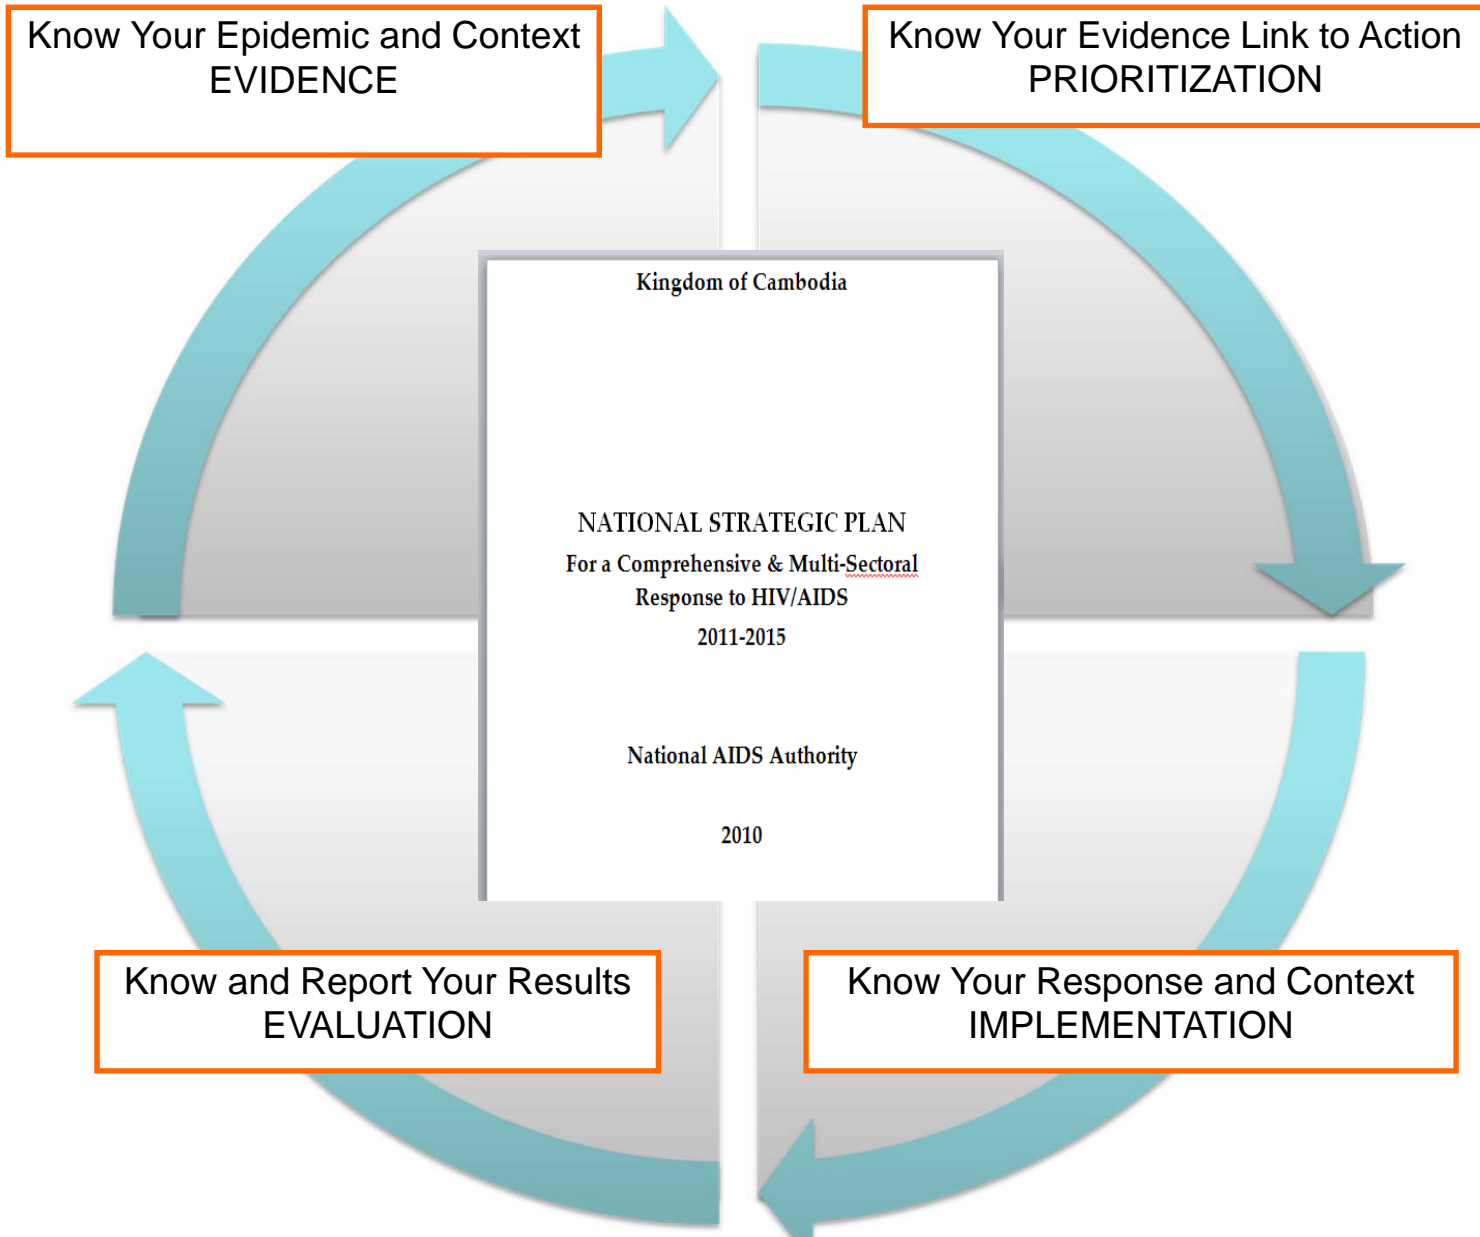 Know Your Epidemic and Context
EVIDENCE
Know Your Evidence Link to Action
PRIORITIZATION
Kingdom of Cambodia
NATIONAL STRATEGIC PLAN
For a Comprehensive & Multi-Sectoral
Response to HIV/AIDS
2011-2015
National AIDS Authority
2010
Know and Report Your Results
EVALUATION
Know Your Response and Context
IMPLEMENTATION